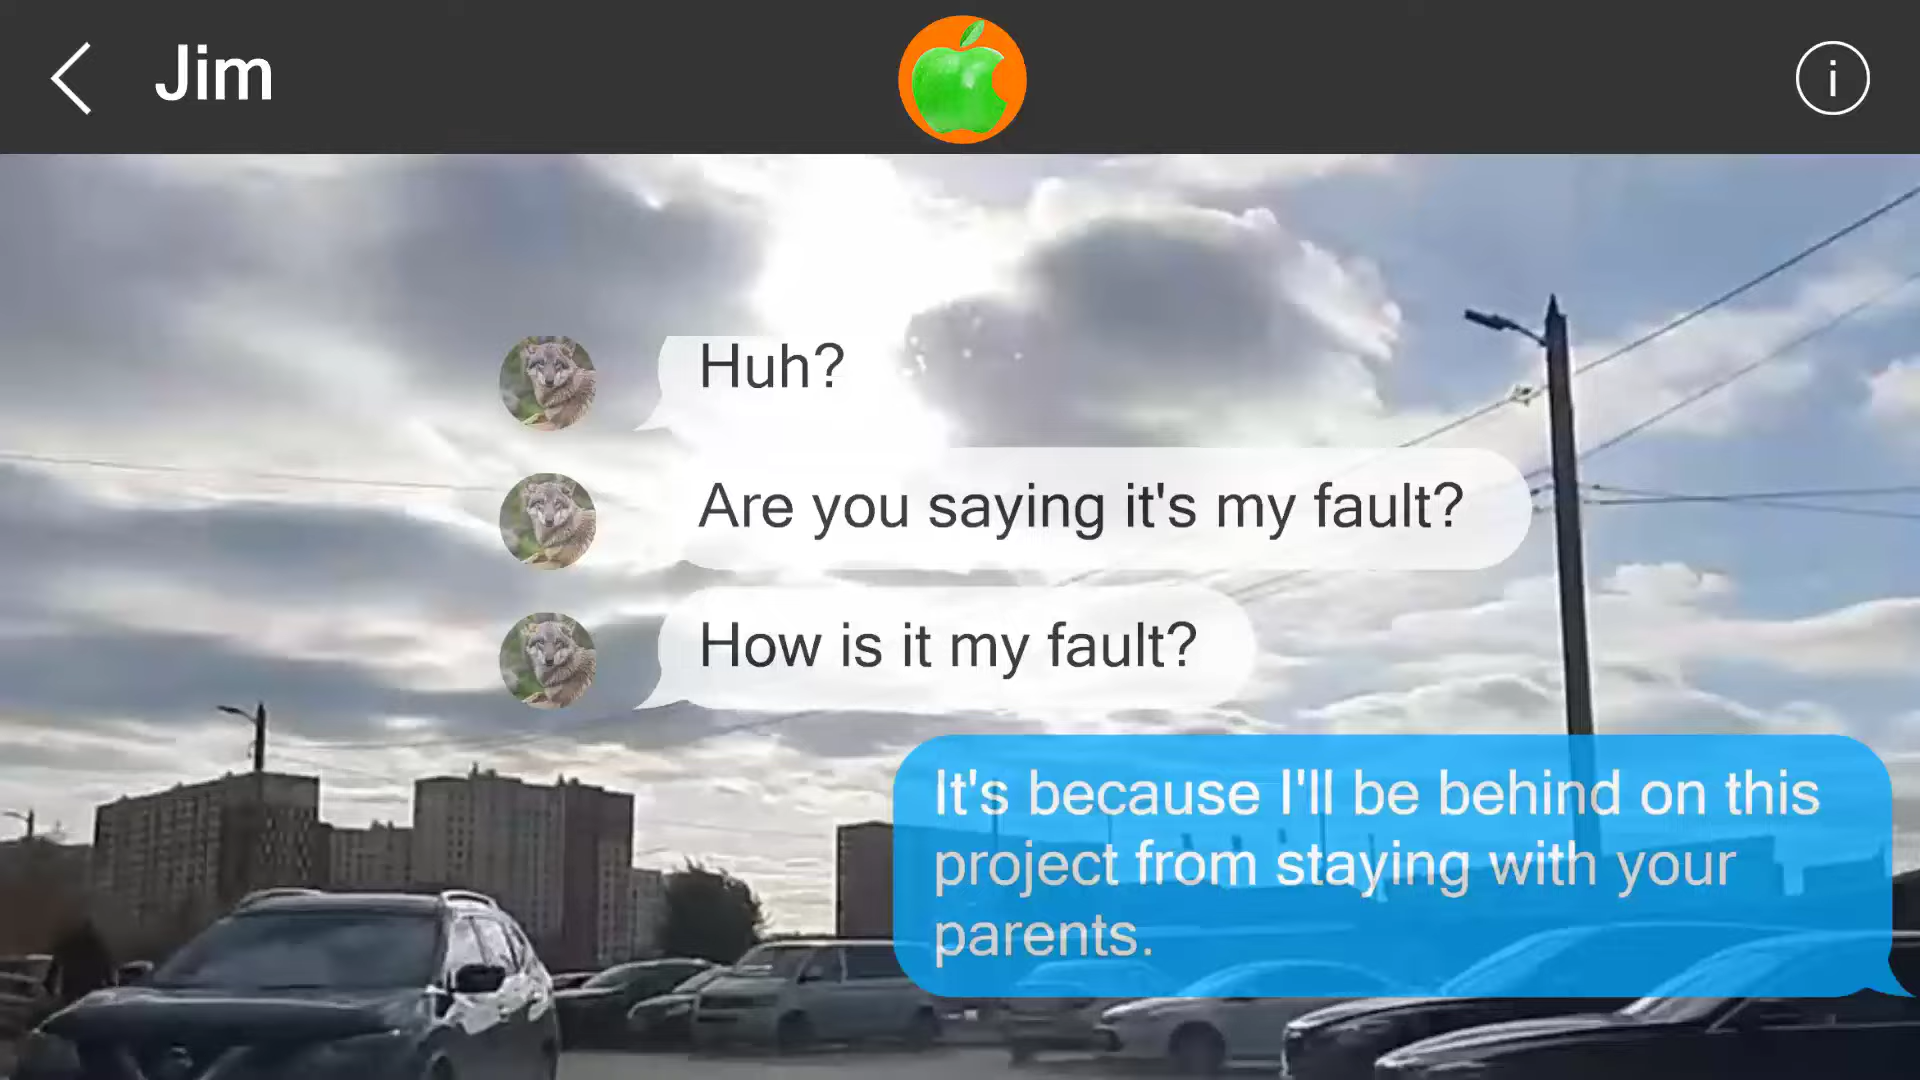 Jim
Huh?
Are you saying it's my fault?
How is it my fault?
It's because I'll be behind on this
project from staying with your
parents.